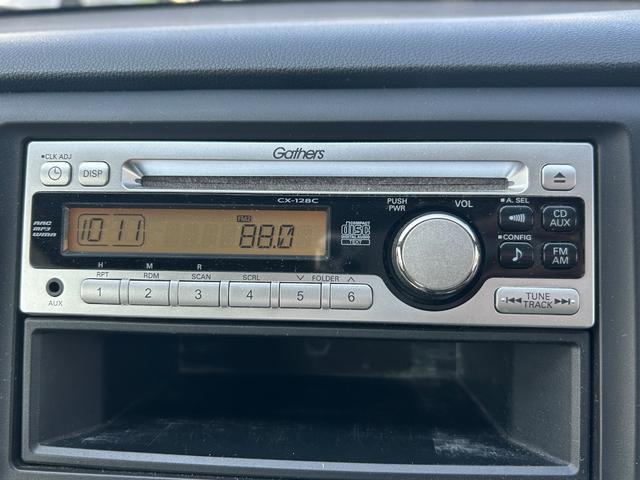 Gathers
CLK ADJ
DISP
CX-128C
AAC
MP3
WMA
1011
FM2
88.0
COMPACT
disc
DIGITAL AUDIO
TEXT
PUSH
PWR
VOL
A. SEL
CD
AUX
CONFIG
FM
AM
H M R
RPT RDM SCAN SCRL FOLDER
1 2 3 4 5 6
AUX
TUNE
TRACK